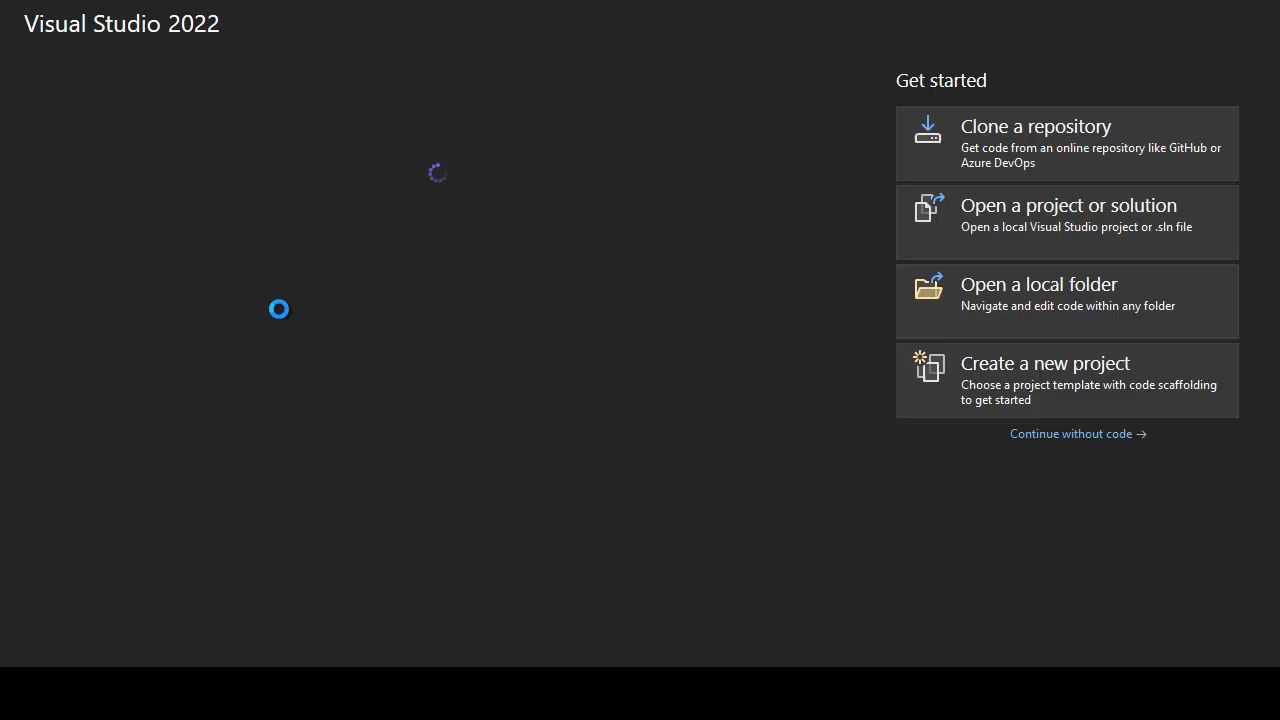 Visual Studio 2022
Get started
Clone a repository
Get code from an online repository like GitHub or
Azure DevOps
Open a project or solution
Open a local Visual Studio project or .sln file
Open a local folder
Navigate and edit code within any folder
Create a new project
Choose a project template with code scaffolding
to get started
Continue without code →